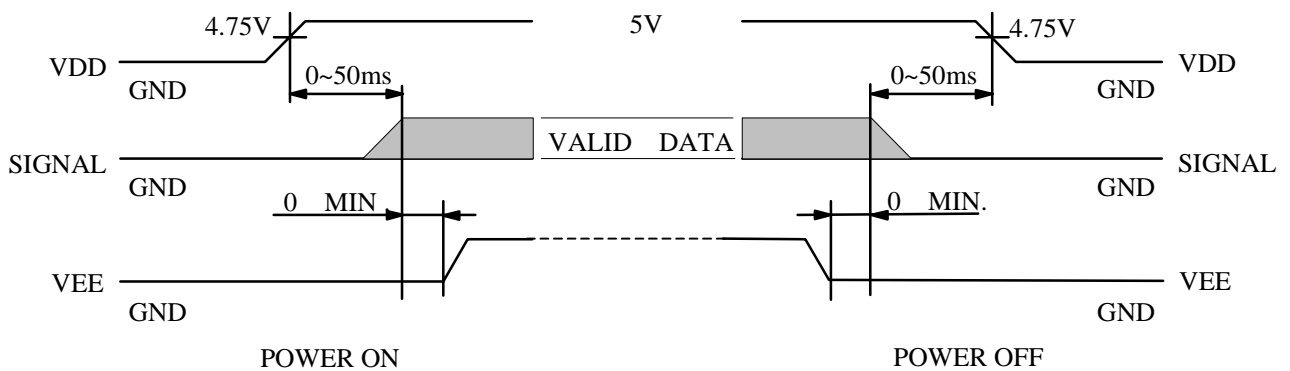 4.75V 5V 4.75V
VDD VDD
0~50ms 0~50ms
GND GND
VALID DATA
SIGNAL SIGNAL
GND GND
0 MIN 0 MIN.
VEE VEE
GND GND
POWER ON POWER OFF